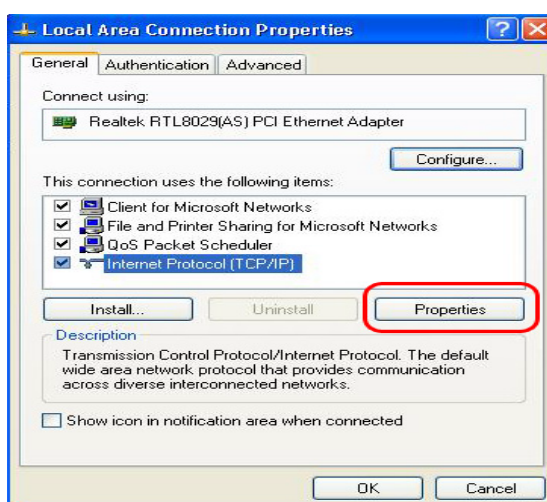 Local Area Connection Properties
General Authentication Advanced
Connect using:
Realtek RTL8029(AS) PCI Ethernet Adapter
Configure...
This connection uses the following items:
Client for Microsoft Networks
File and Printer Sharing for Microsoft Networks
QoS Packet Scheduler
Internet Protocol (TCP/IP)
Install... Uninstall Properties
Description
Transmission Control Protocol/Internet Protocol. The default
wide area network protocol that provides communication
across diverse interconnected networks.
Show icon in notification area when connected
OK Cancel